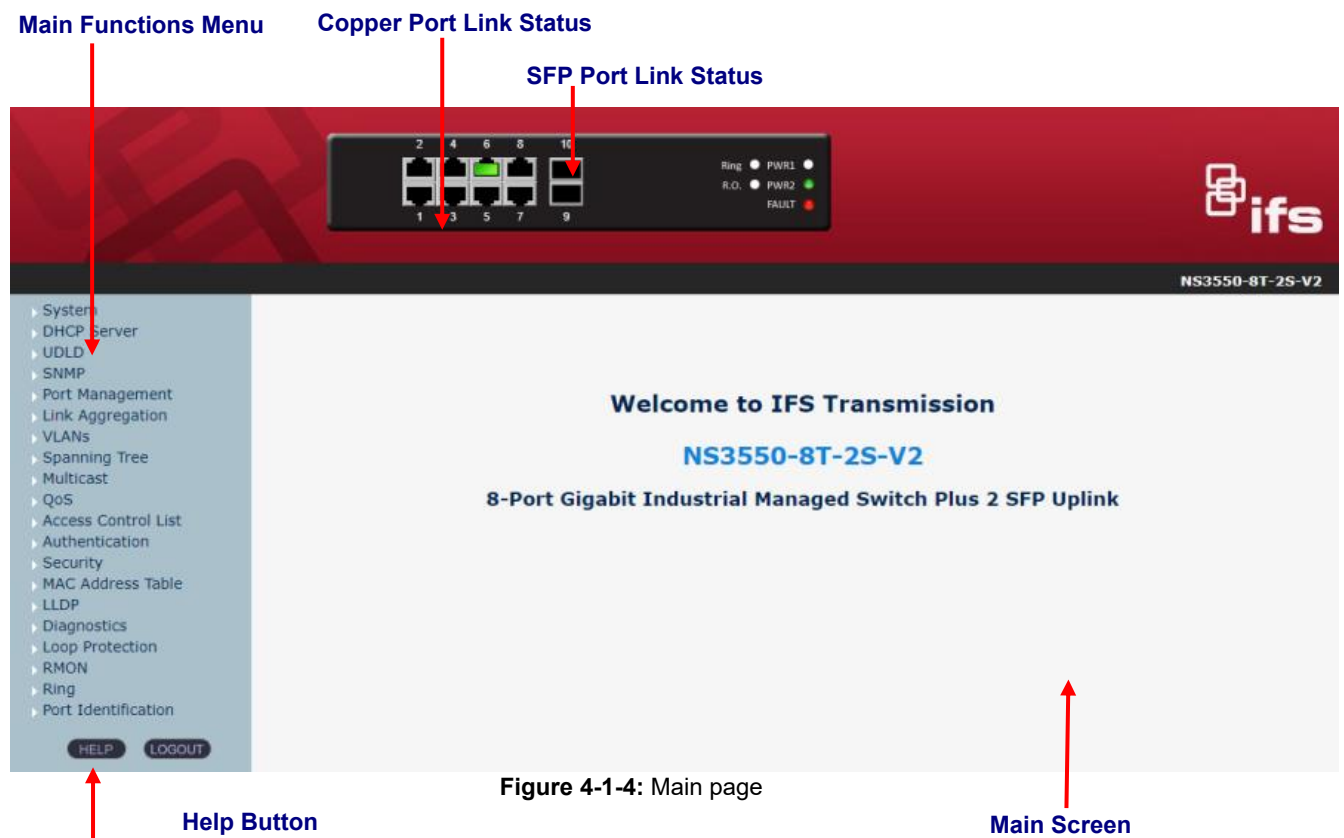 Main Functions Menu
Copper Port Link Status
SFP Port Link Status
2 4 6 8 10
Ring PWR1
R.O. PWR2
FAULT
1 3 5 7 9
ifs
NS3550-8T-2S-V2
System
DHCP Server
UDLD
SNMP
Port Management
Link Aggregation
VLANs
Spanning Tree
Multicast
QoS
Access Control List
Authentication
Security
MAC Address Table
LLDP
Diagnostics
Loop Protection
RMON
Ring
Port Identification
HELP LOGOUT
Welcome to IFS Transmission
NS3550-8T-2S-V2
8-Port Gigabit Industrial Managed Switch Plus 2 SFP Uplink
Figure 4-1-4: Main page
Help Button
Main Screen